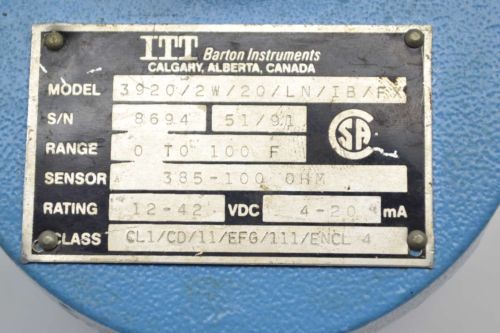 ITT Barton Instruments
CALGARY, ALBERTA, CANADA
MODEL 3920/2W/20/LN/IB/FX
S/N 8694 51/91
RANGE 0 TO 100 F
SENSOR 385-100 OHM
RATING 12-42 VDC 4-20 mA
CLASS CL1/CD/11/EFG/111/ENCL 4
CSA